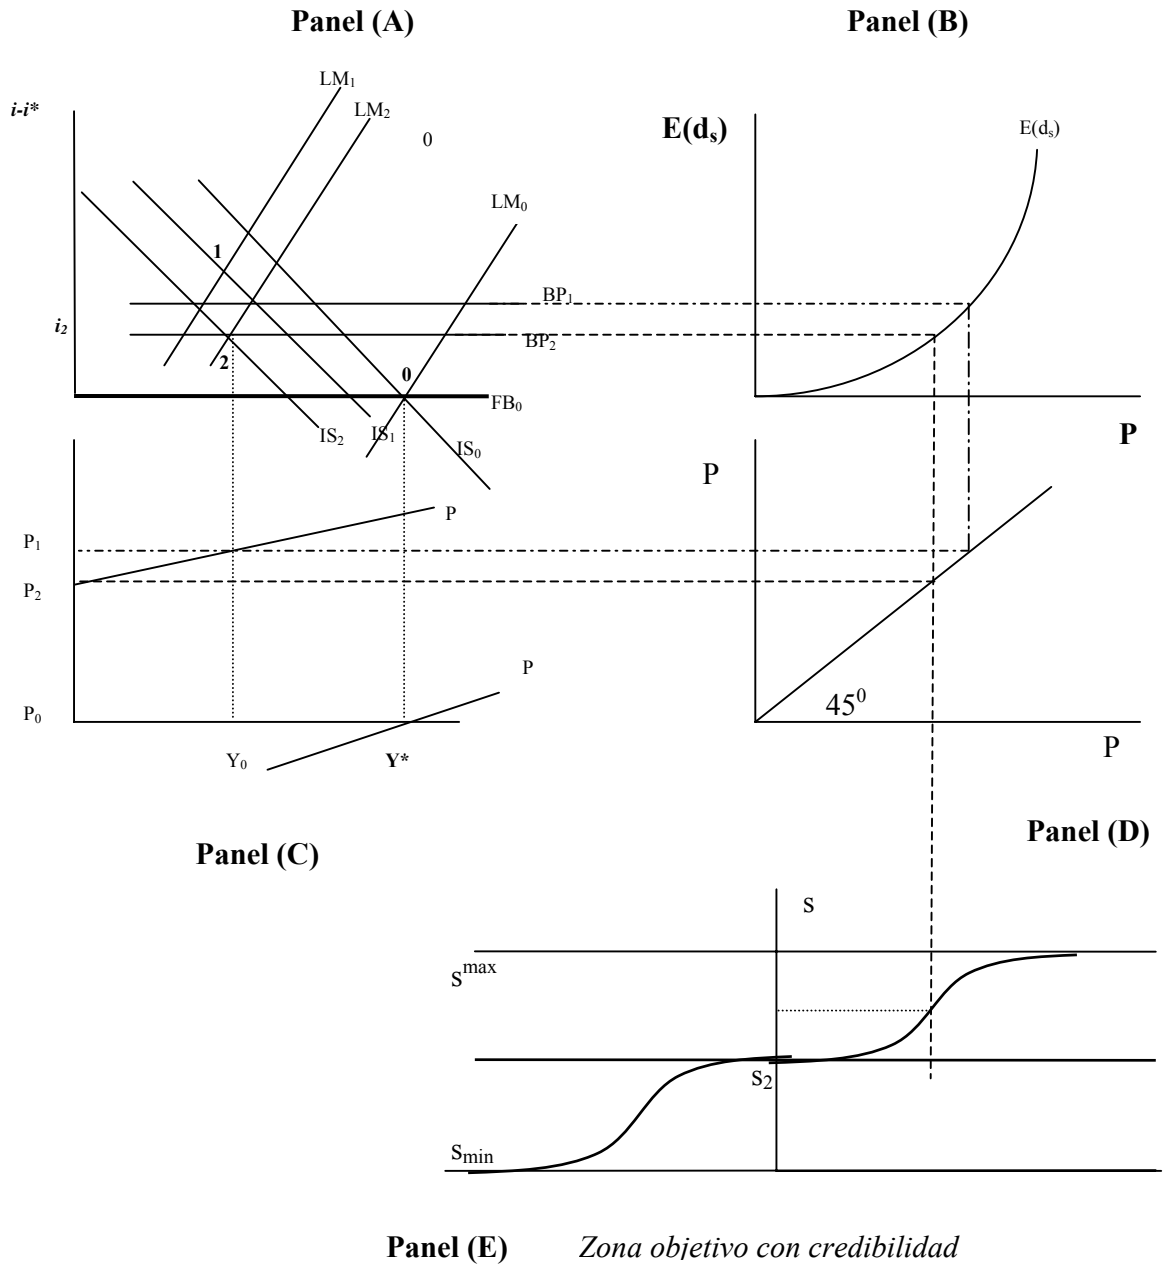 Panel (A)
Panel (B)
LM1
i-i*
LM2
0
E(ds)
E(ds)
LM0
1
BP1
i2
BP2
2
0
FB0
IS2
IS1
IS0
P
P
P
P1
P2
P
P0
45⁰
Y0
Y*
P
Panel (D)
Panel (C)
s
smax
s2
smin
Panel (E) Zona objetivo con credibilidad